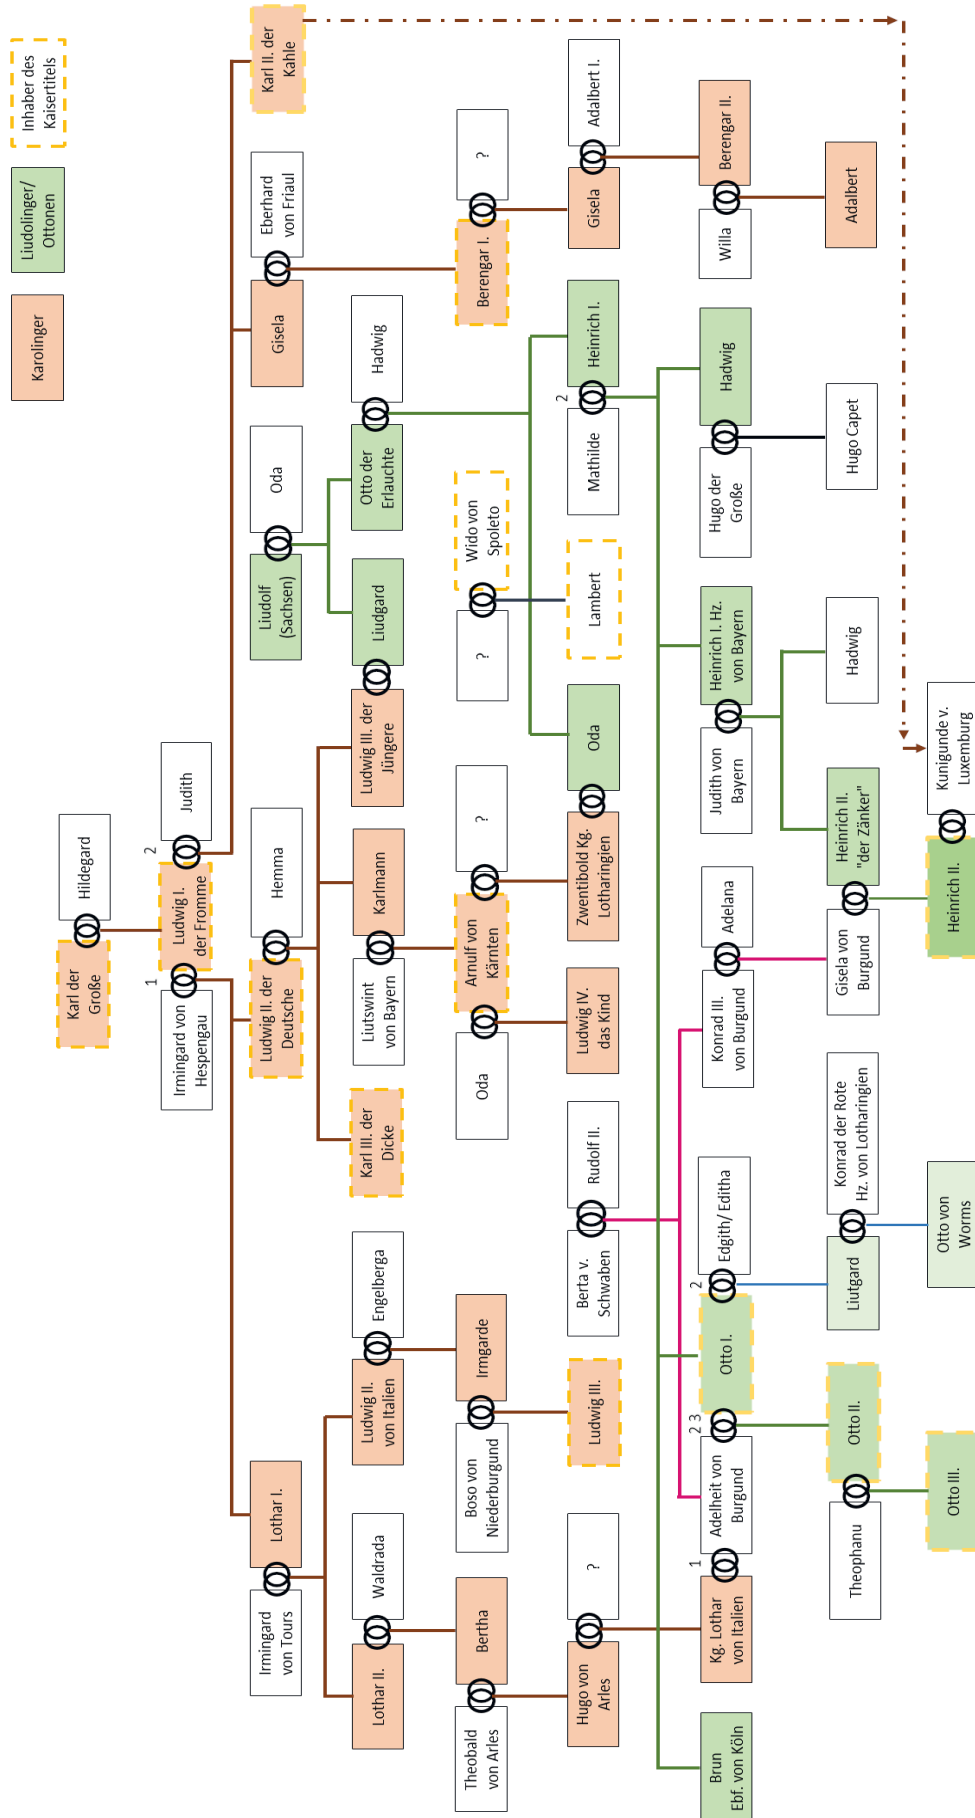 Karolinger
Liudolinger/
Ottonen
Inhaber des
Kaisertitels
Karl der
Große
Hildegard
1
2
Irmingard von
Hespengau
Ludwig I.
der Fromme
Judith
Irmingard
von Tours
Lothar I.
Ludwig II. der
Deutsche
Hemma
Liudolf
(Sachsen)
Oda
Gisela
Eberhard
von Friaul
Karl II. der
Kahle
Lothar II.
Waldrada
Ludwig II.
von Italien
Engelberga
Karl III. der
Dicke
Liutswint
von Bayern
Karlmann
Ludwig III. der
Jüngere
Liudgard
Otto der
Erlauchte
Hadwig
Theobald
von Arles
Bertha
Boso von
Niederburgund
Irmgarde
Oda
Arnulf von
Kärnten
?
?
Wido von
Spoleto
Berengar I.
?
Hugo von
Arles
?
Ludwig III.
Berta v.
Schwaben
Rudolf II.
Ludwig IV.
das Kind
Zwentibold Kg.
Lotharingien
Oda
Lambert
Mathilde
2
Heinrich I.
Gisela
Adalbert I.
Brun
Ebf. von Köln
Kg. Lothar
von Italien
1
Adelheit von
Burgund
2 3
Otto I.
2
Edgith/ Editha
Konrad III.
von Burgund
Adelana
Judith von
Bayern
Heinrich I. Hz.
von Bayern
Hugo der
Große
Hadwig
Willa
Berengar II.
Theophanu
Otto II.
Liutgard
Konrad der Rote
Hz. von Lotharingien
Gisela von
Burgund
Heinrich II.
"der Zänker"
Hadwig
Hugo Capet
Adalbert
Otto III.
Otto von
Worms
Heinrich II.
Kunigunde v.
Luxemburg